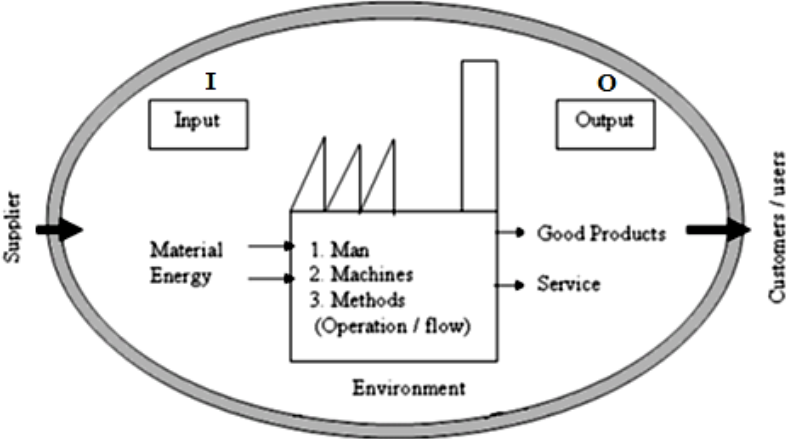 I
O
Input
Output
Supplier
Customers / users
Material
Energy
1. Man
2. Machines
3. Methods
(Operation / flow)
Good Products
Service
Environment